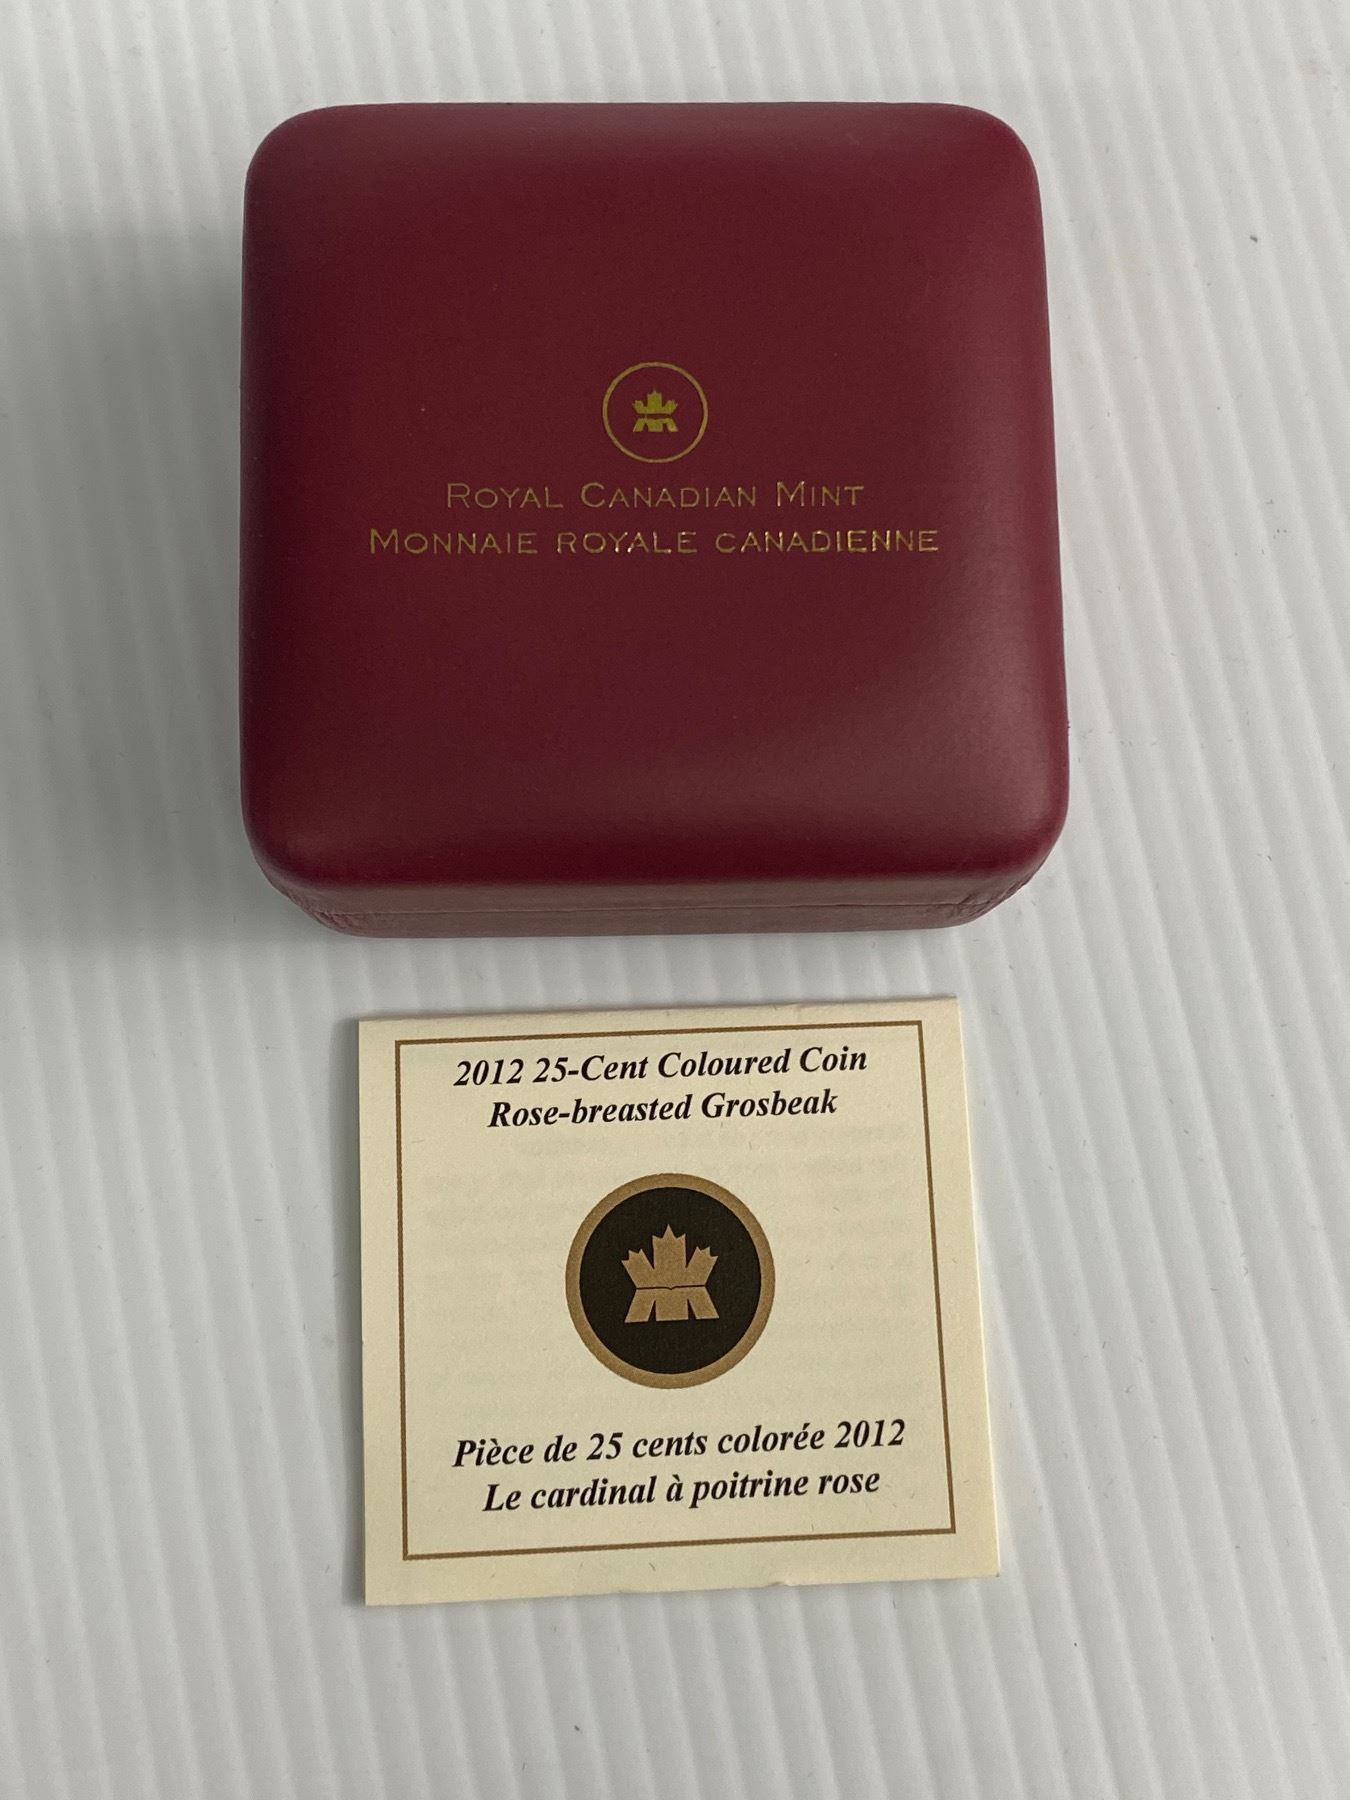 ROYAL CANADIAN MINT
MONNAIE ROYALE CANADIENNE
2012 25-Cent Coloured Coin
Rose-breasted Grosbeak
Pièce de 25 cents colorée 2012
Le cardinal à poitrine rose